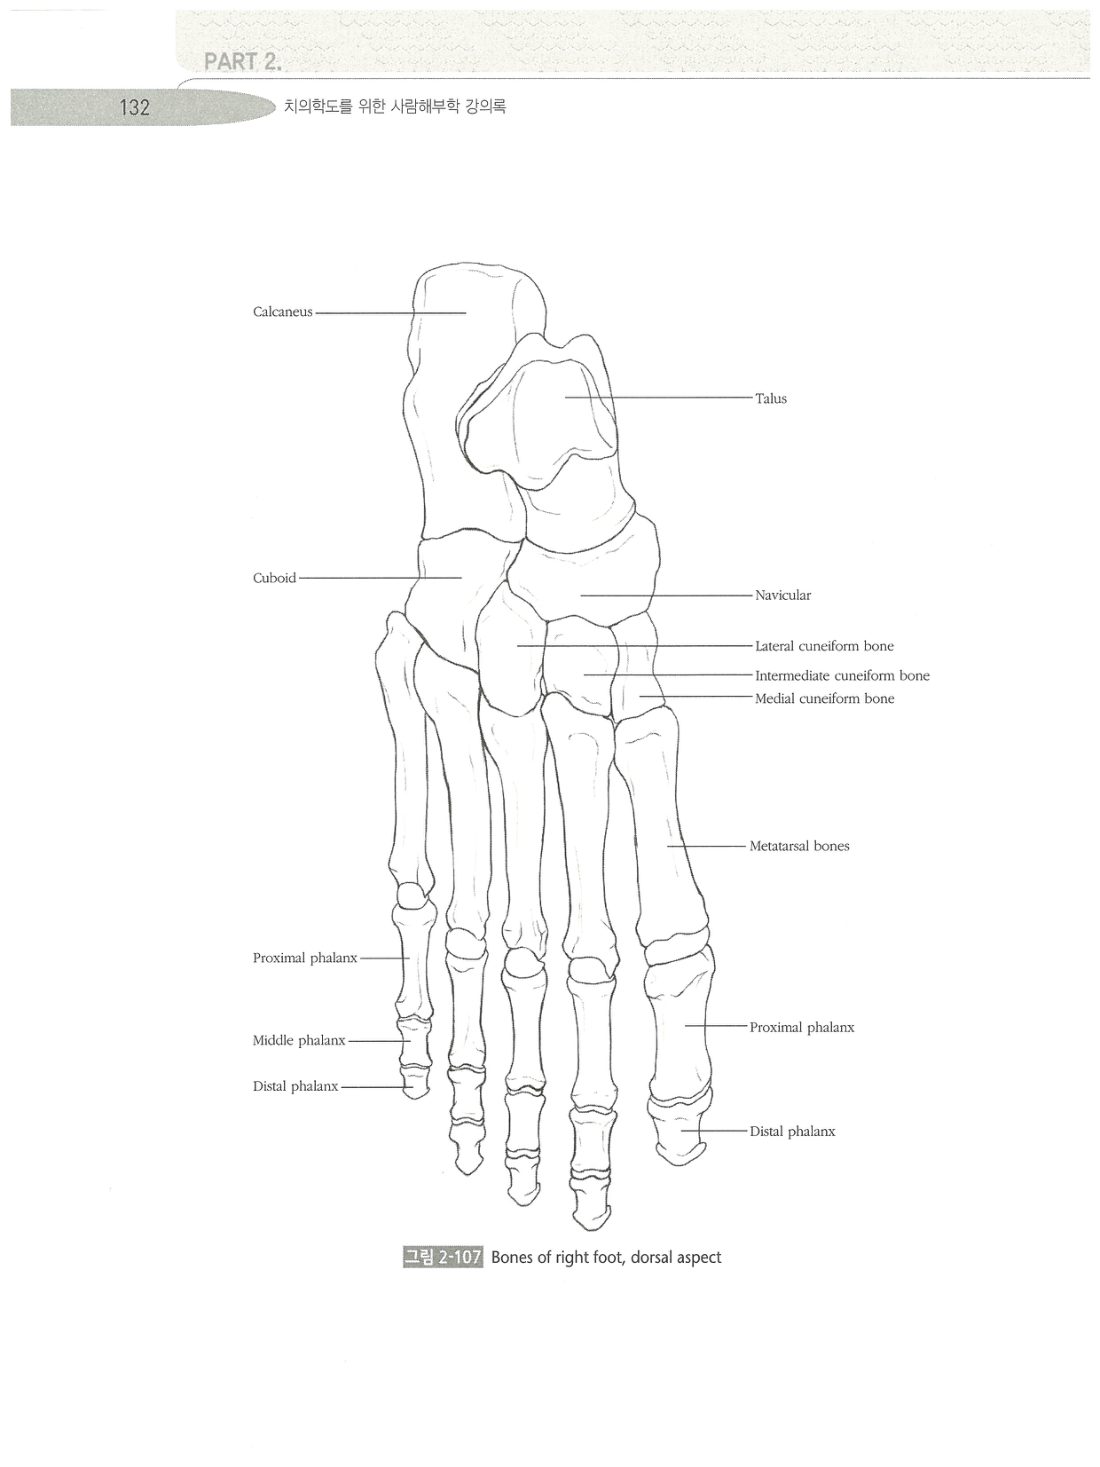 PART 2.
132
치의학도를 위한 사람해부학 강의록
Calcaneus
Talus
Cuboid
Navicular
Lateral cuneiform bone
Intermediate cuneiform bone
Medial cuneiform bone
Metatarsal bones
Proximal phalanx
Proximal phalanx
Middle phalanx
Distal phalanx
Distal phalanx
그림 2-107 Bones of right foot, dorsal aspect